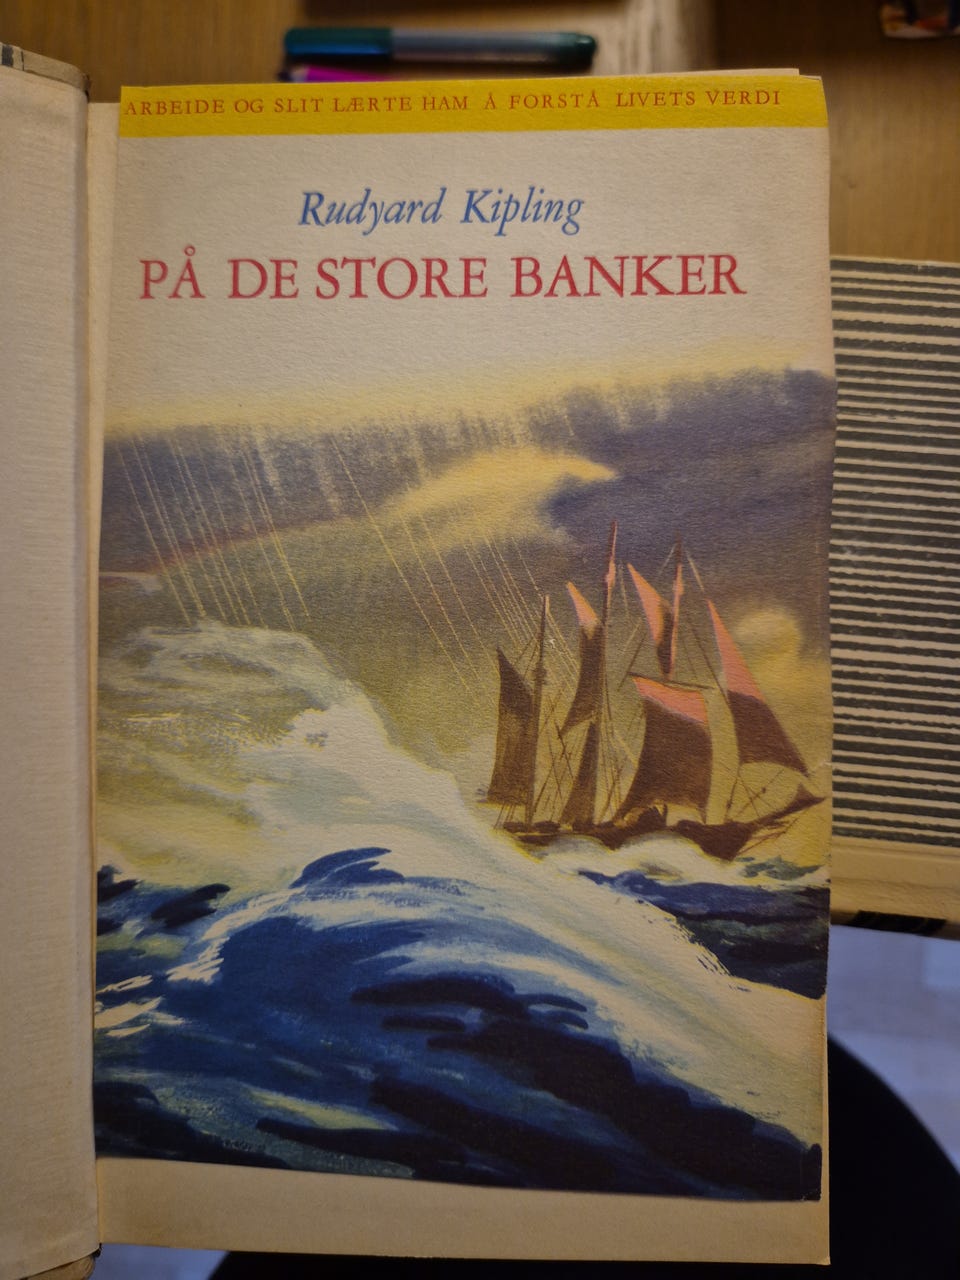 ARBEIDE OG SLIT LÆRTE HAM Å FORSTÅ LIVETS VERDI
Rudyard Kipling
PÅ DE STORE BANKER